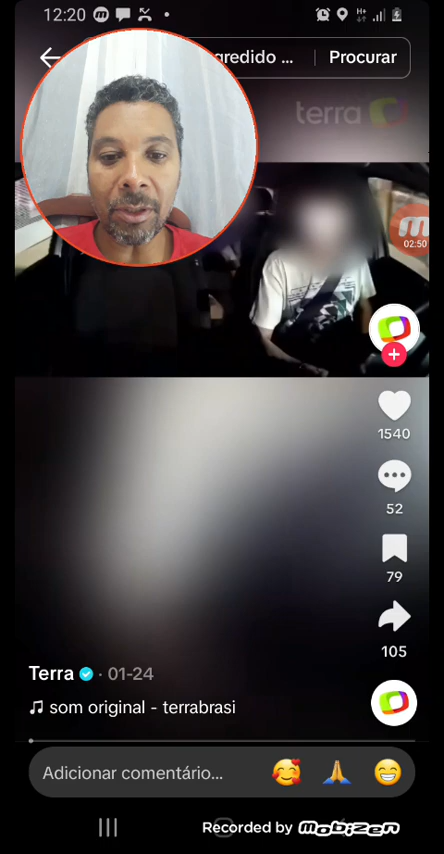 12:20
gredido ...
Procurar
terra
02:50
1540
52
79
105
Terra · 01-24
som original - terrabrasi
Adicionar comentário...
Recorded by mobizen